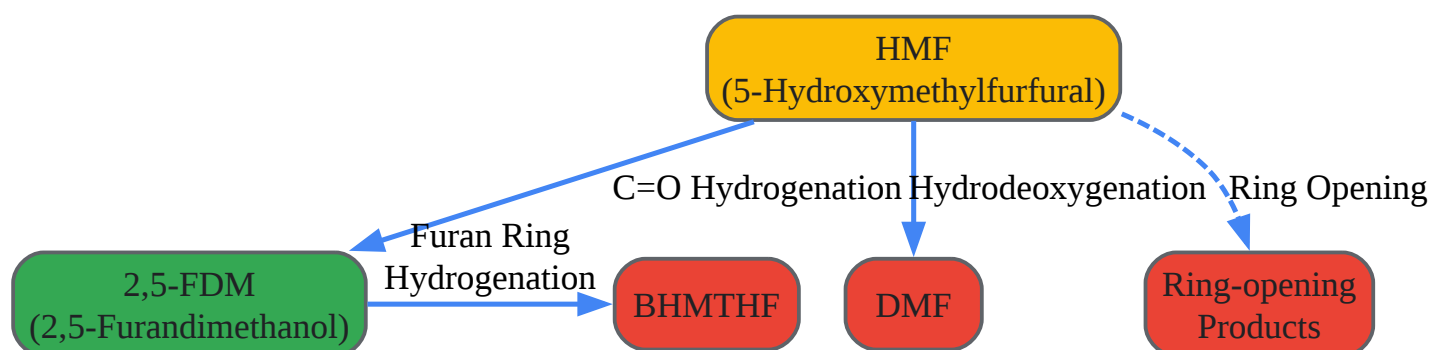 HMF
(5-Hydroxymethylfurfural)
C=O Hydrogenation
Hydrodeoxygenation
Ring Opening
Furan Ring
Hydrogenation
2,5-FDM
(2,5-Furandimethanol)
BHMTHF
DMF
Ring-opening
Products